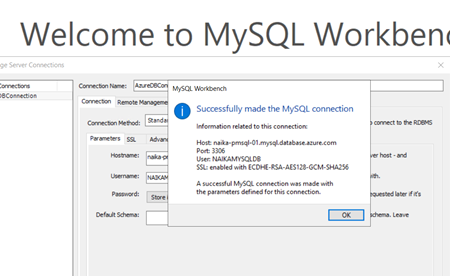 Welcome to MySQL Workbenc
ge Server Connections
Connections
DBConnection
Connection Name: AzureDBConn
Connection
Remote Manageme
Connection Method: Standa
to connect to the RDBMS
Parameters SSL Advan
Hostname: naika-pm
ver host - and
Username: NAIKAM
Password: Store i
equested later if it's
Default Schema:
schema. Leave
MySQL Workbench
Successfully made the MySQL connection
Information related to this connection:
Host: naika-pmsql-01.mysql.database.azure.com
Port: 3306
User: NAIKAMYSQLDB
SSL: enabled with ECDHE-RSA-AES128-GCM-SHA256
A successful MySQL connection was made with
the parameters defined for this connection.
OK